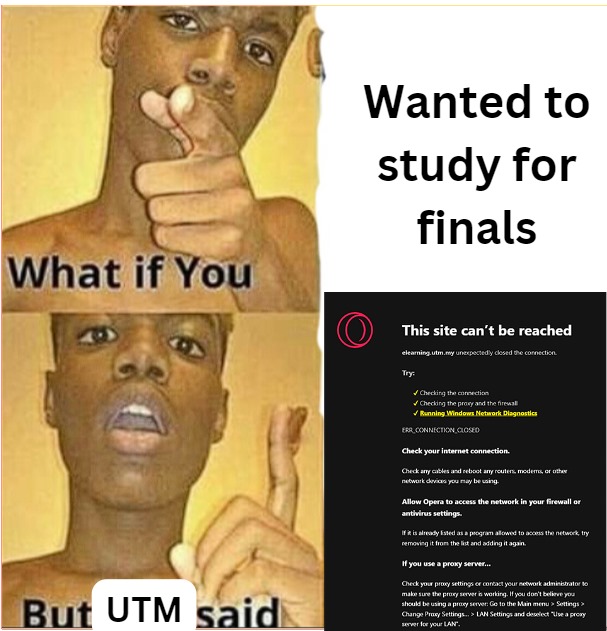 What if You
Wanted to
study for
finals
But UTM said
This site can't be reached
elearning.utm.my unexpectedly closed the connection.
Try:
✓ Checking the connection
✓ Checking the proxy and the firewall
✓ Running Windows Network Diagnostics
ERR_CONNECTION_CLOSED
Check your internet connection.
Check any cables and reboot any routers, modems, or other
network devices you may be using.
Allow Opera to access the network in your firewall or
antivirus settings.
If it is already listed as a program allowed to access the network, try
removing it from the list and adding it again.
If you use a proxy server...
Check your proxy settings or contact your network administrator to
make sure the proxy server is working. If you don't believe you
should be using a proxy server: Go to the Main menu > Settings >
Change Proxy Settings... > LAN Settings and deselect "Use a proxy
server for your LAN".